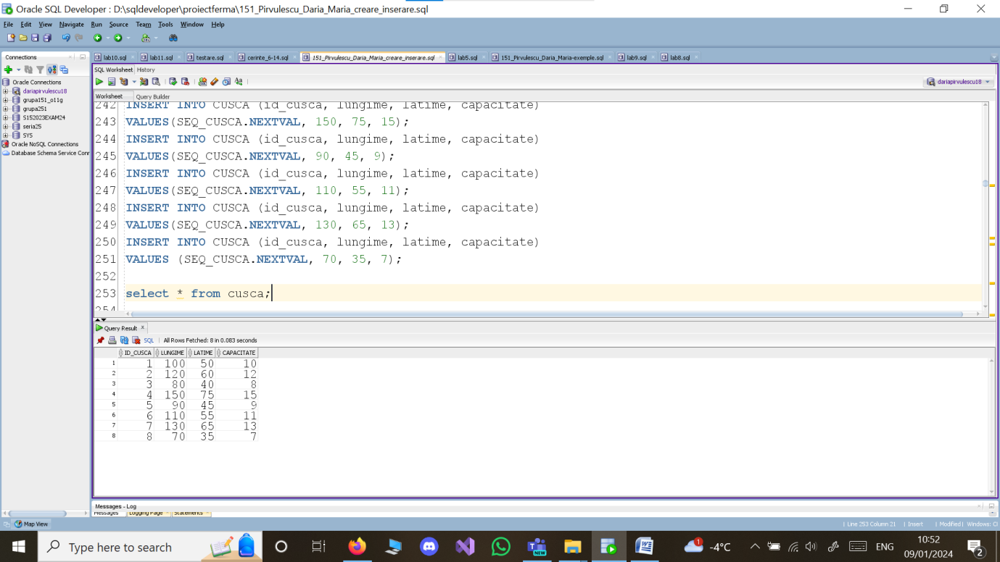 Oracle SQL Developer : D:\sqldeveloper\proiectferma\151_Pirvulescu_Daria_Maria_creare_inserare.sql
File Edit View Navigate Run Source Team Tools Window Help
Connections
Oracle Connections
dariapirvulescu18
grupa151_o11g
grupa251
S152023EXAM24
seria25
SYS
Oracle NoSQL Connections
Database Schema Service Conn
lab10.sql lab11.sql testare.sql cerinte_6-14.sql 151_Pirvulescu_Daria_Maria_creare_inserare.sql lab5.sql 151_Pirvulescu_Daria_Maria-exemple.sql lab9.sql lab8.sql
SQL Worksheet History
dariapirvulescu18
Worksheet Query Builder
242 INSERT INTO CUSCA (id_cusca, lungime, latime, capacitate)
243 VALUES(SEQ_CUSCA.NEXTVAL, 150, 75, 15);
244 INSERT INTO CUSCA (id_cusca, lungime, latime, capacitate)
245 VALUES(SEQ_CUSCA.NEXTVAL, 90, 45, 9);
246 INSERT INTO CUSCA (id_cusca, lungime, latime, capacitate)
247 VALUES(SEQ_CUSCA.NEXTVAL, 110, 55, 11);
248 INSERT INTO CUSCA (id_cusca, lungime, latime, capacitate)
249 VALUES(SEQ_CUSCA.NEXTVAL, 130, 65, 13);
250 INSERT INTO CUSCA (id_cusca, lungime, latime, capacitate)
251 VALUES (SEQ_CUSCA.NEXTVAL, 70, 35, 7);
252
253 select * from cusca;
254
Query Result
SQL All Rows Fetched: 8 in 0.083 seconds
ID_CUSCA LUNGIME LATIME CAPACITATE
1 1 100 50 10
2 2 120 60 12
3 3 80 40 8
4 4 150 75 15
5 5 90 45 9
6 6 110 55 11
7 7 130 65 13
8 8 70 35 7
Messages - Log
Messages Logging Page Statements
Map View
Line 253 Column 21 Insert Modified Windows: C
Type here to search
NEW
1
-4°C
ENG
10:52
09/01/2024
2